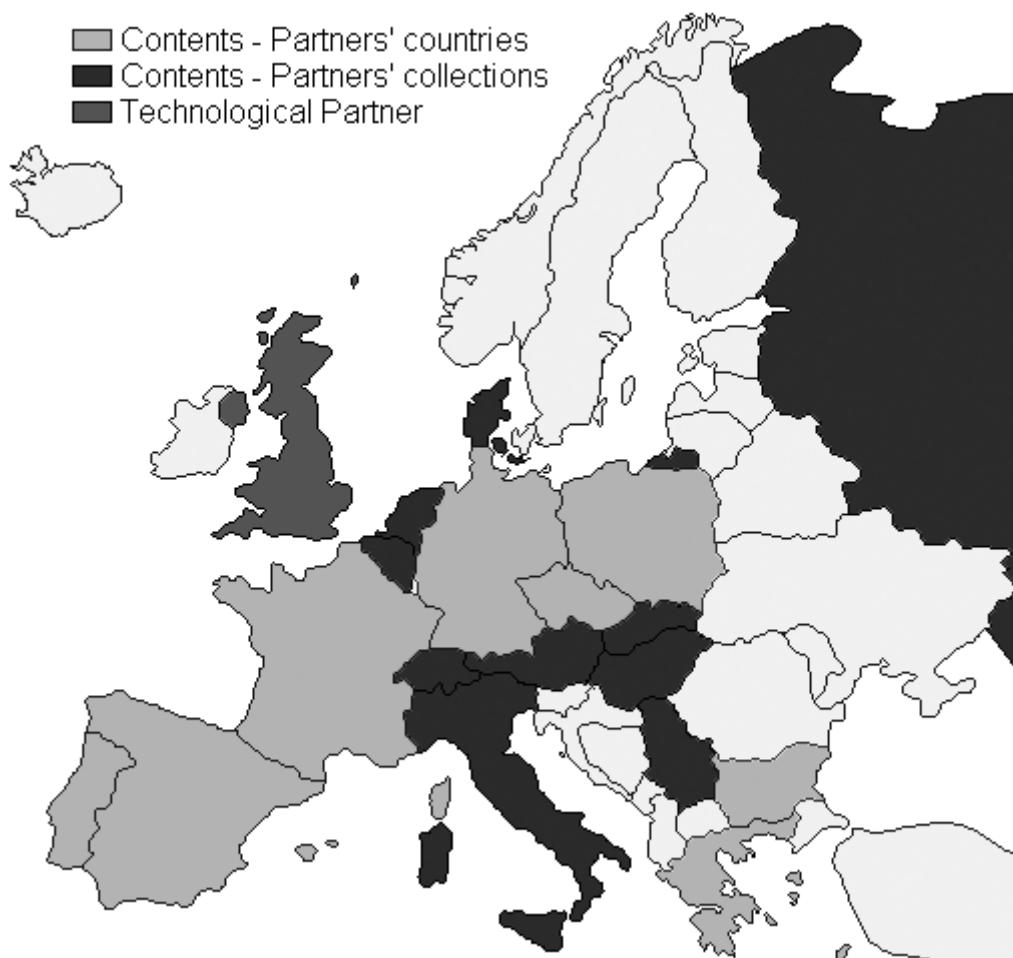 Contents - Partners' countries
Contents - Partners' collections
Technological Partner